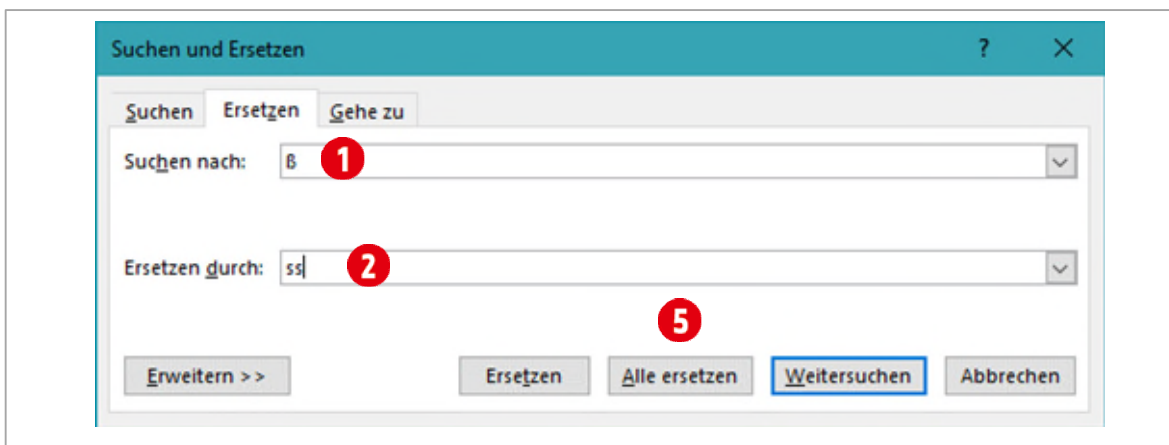 Suchen und Ersetzen ? ×
Suchen Ersetzen Gehe zu
Suchen nach: ß 1
Ersetzen durch: ss 2
5
Erweitern >> Ersetzen Alle ersetzen Weitersuchen Abbrechen